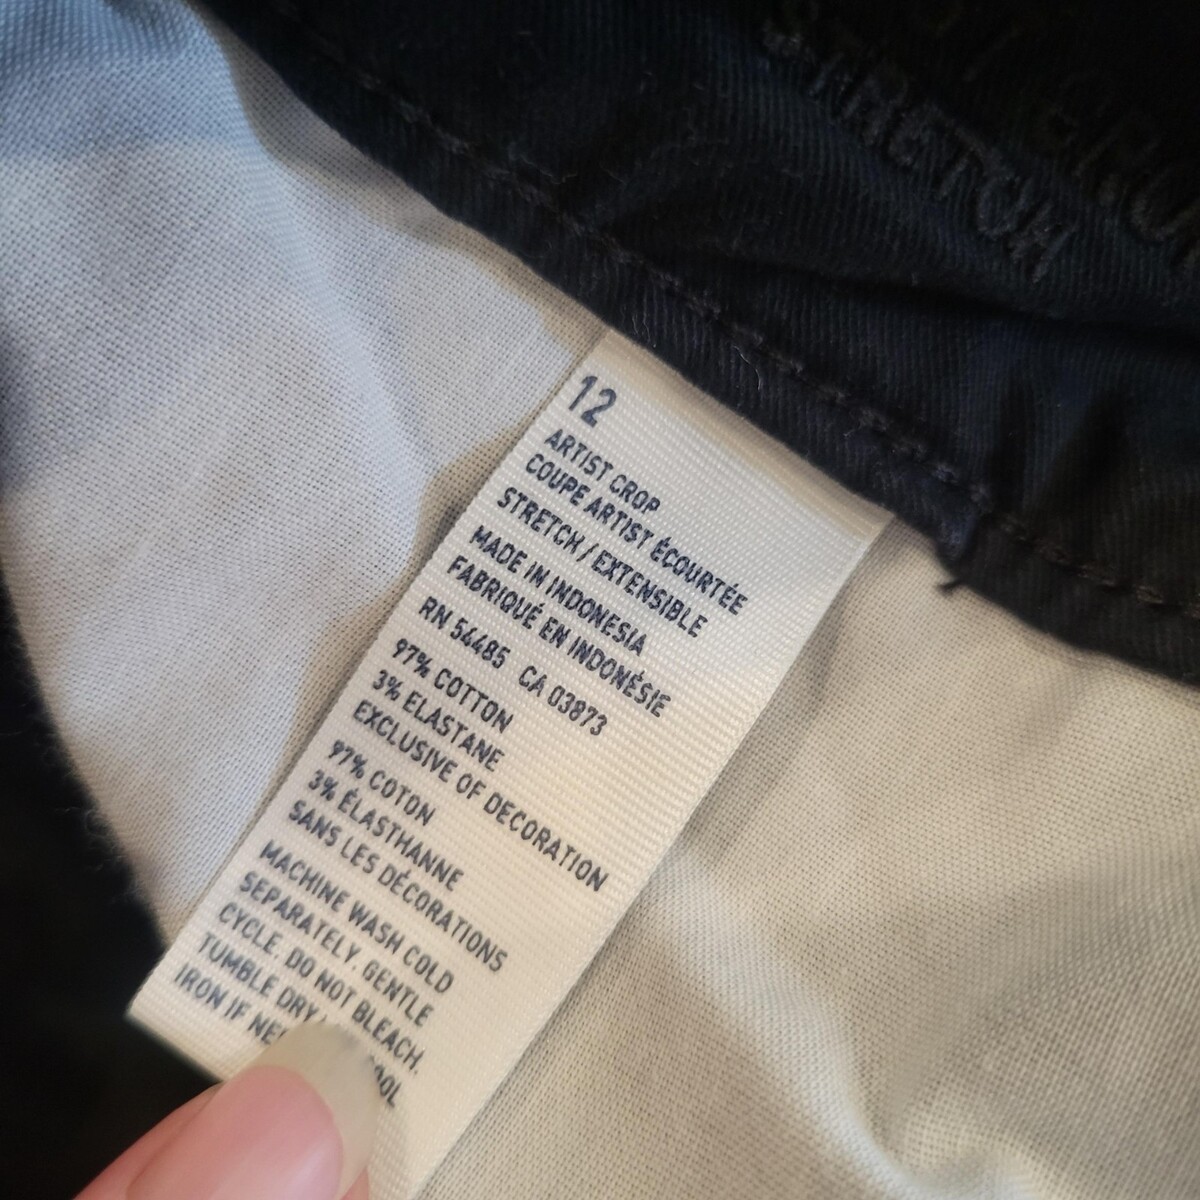 STRETCH
12
ARTIST CROP
COUPE ARTIST ÉCOURTÉE
STRETCH / EXTENSIBLE
MADE IN INDONESIA
FABRIQUÉ EN INDONÉSIE
RN 54485 CA 03873
97% COTTON
3% ELASTANE
EXCLUSIVE OF DECORATION
97% COTON
3% ÉLASTHANNE
SANS LES DÉCORATIONS
MACHINE WASH COLD
SEPARATELY. GENTLE
CYCLE. DO NOT BLEACH.
TUMBLE DRY
IRON IF